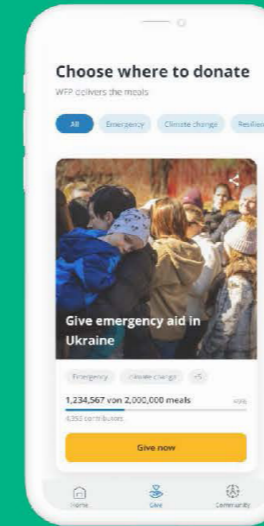 Choose where to donate
WFP delivers the meals
All Emergency Climate change
Give emergency aid in
Ukraine
Emergency climate change +5
1,234,567 von 2,000,000 meals
contributors
Give now
Home Give Community